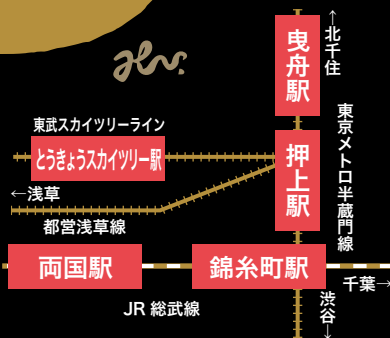 ↑北千住
曳舟駅
東武スカイツリーライン
とうきょうスカイツリー駅
押上駅
東京メトロ半蔵門線
←浅草
都営浅草線
両国駅
錦糸町駅
千葉→
JR 総武線
渋谷→